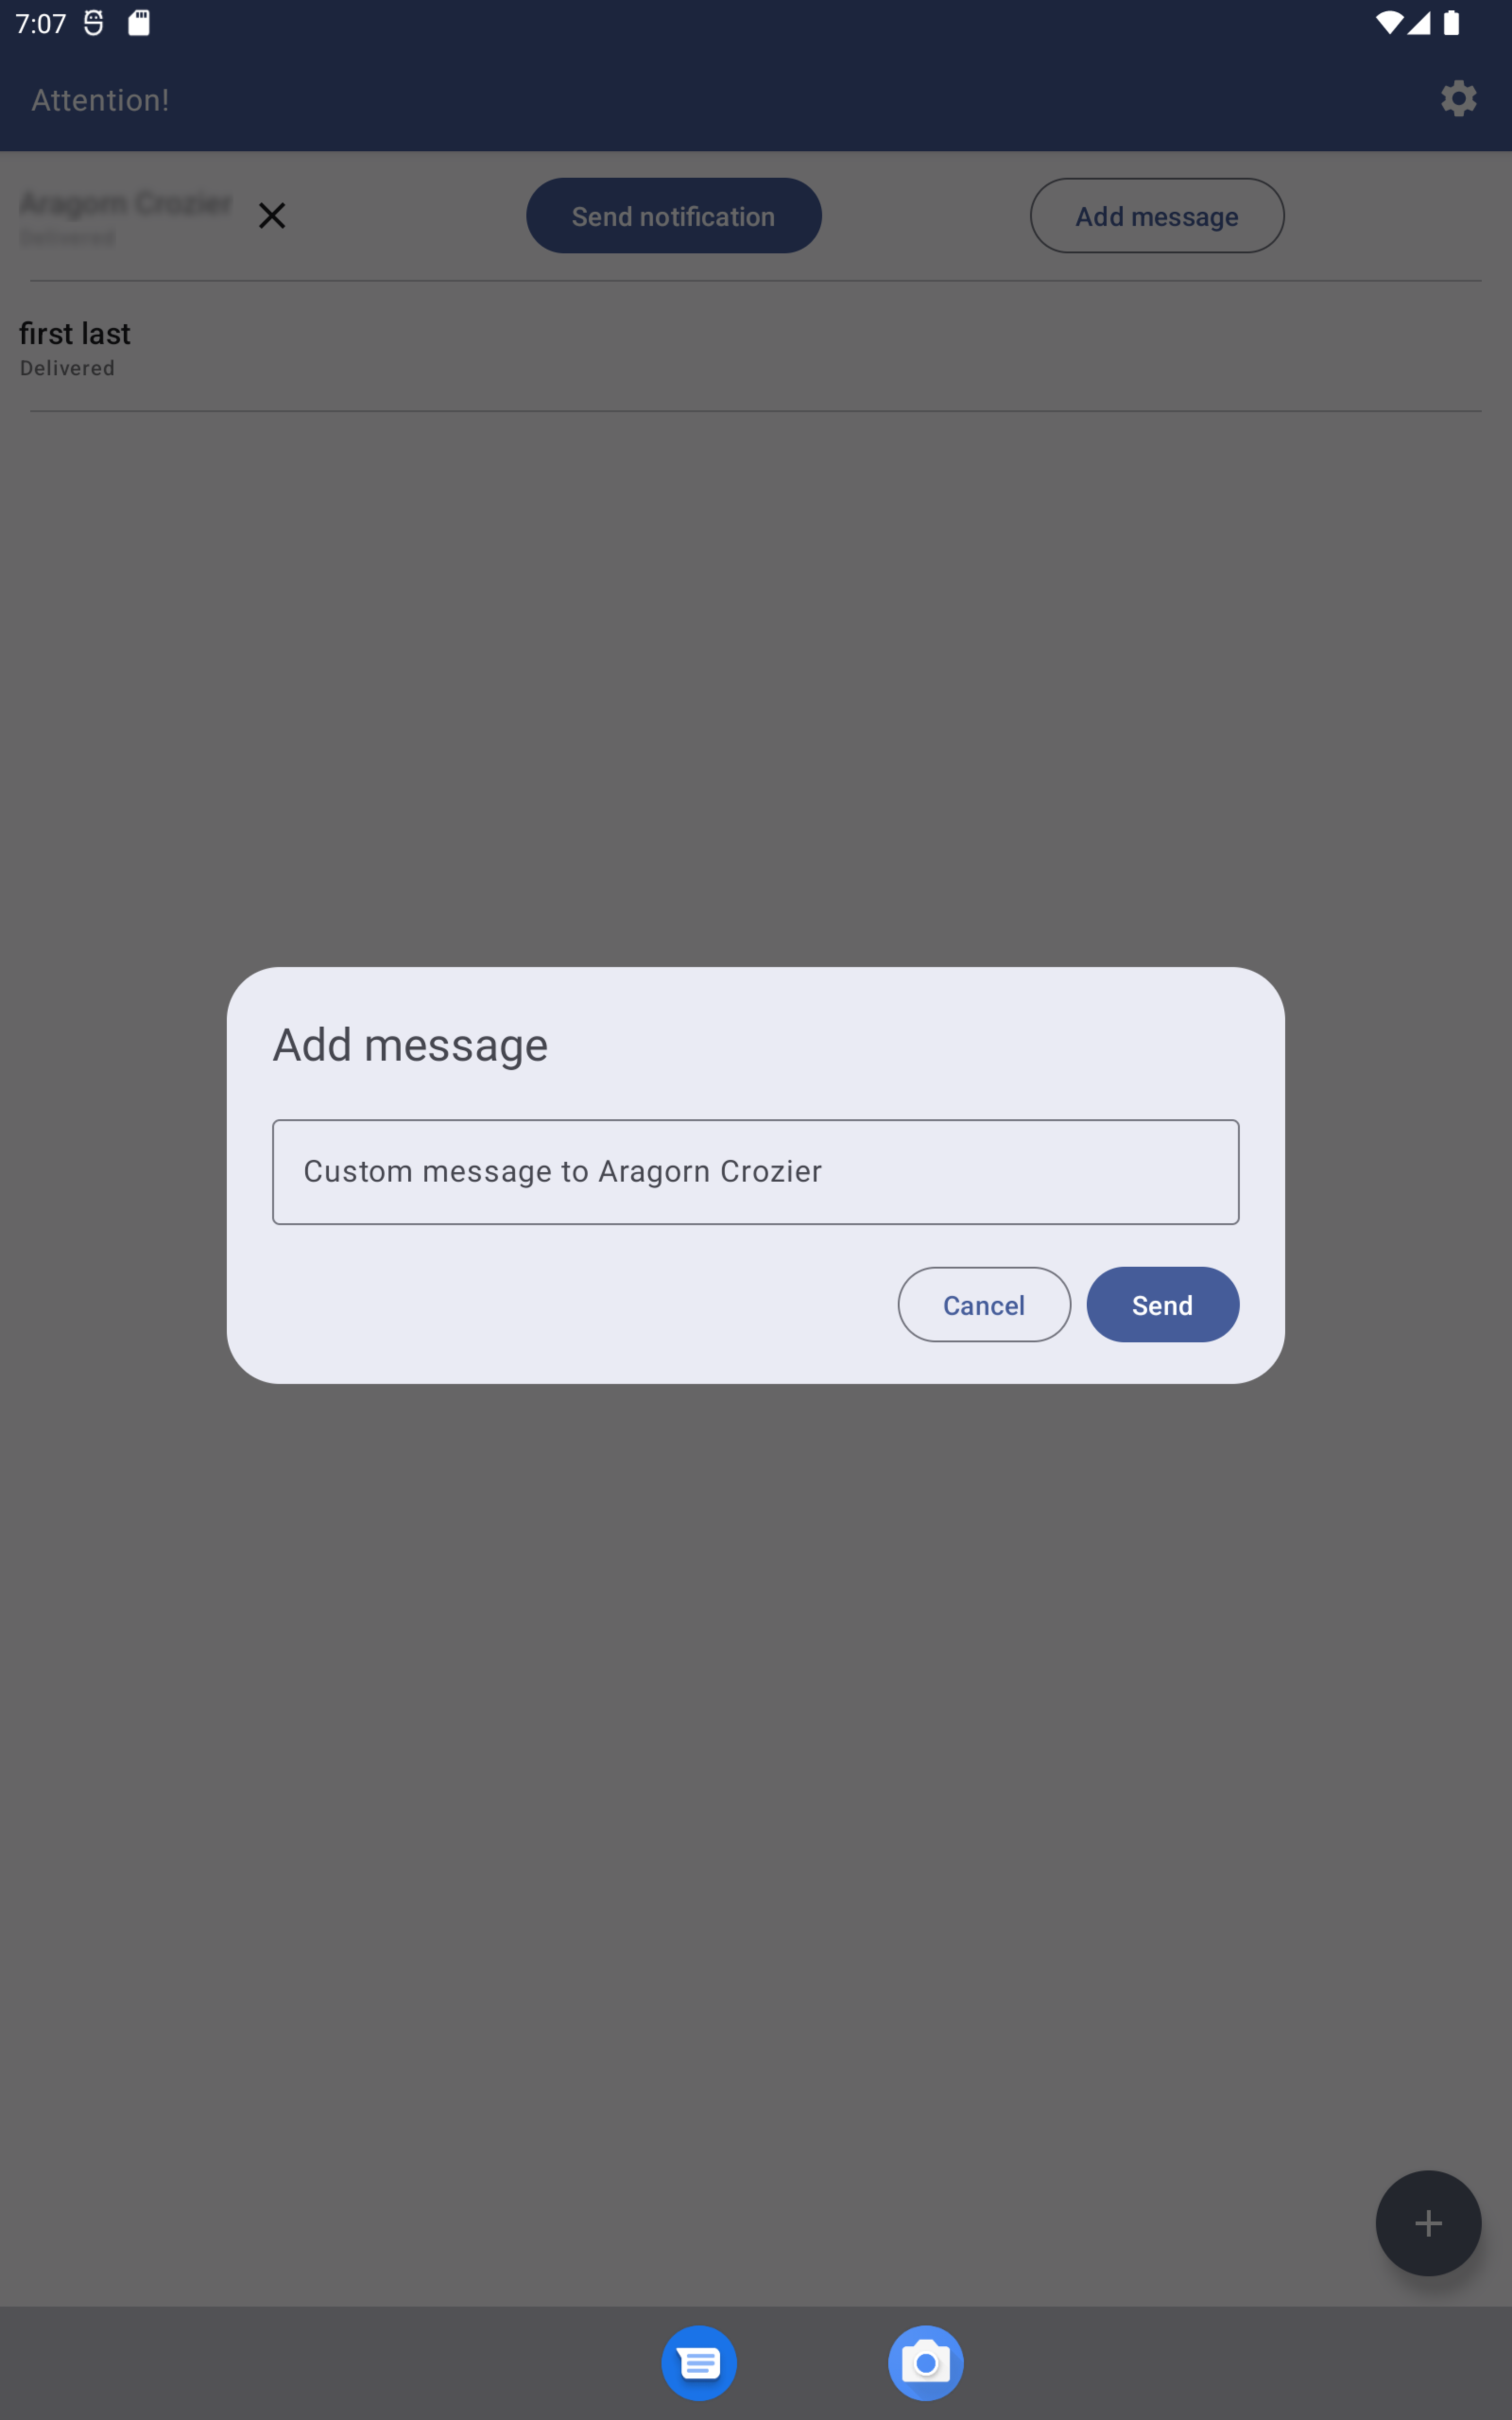 7:07
Attention!
Aragorn Crozier
Delivered
Send notification
Add message
first last
Delivered
Add message
Custom message to Aragorn Crozier
Cancel
Send